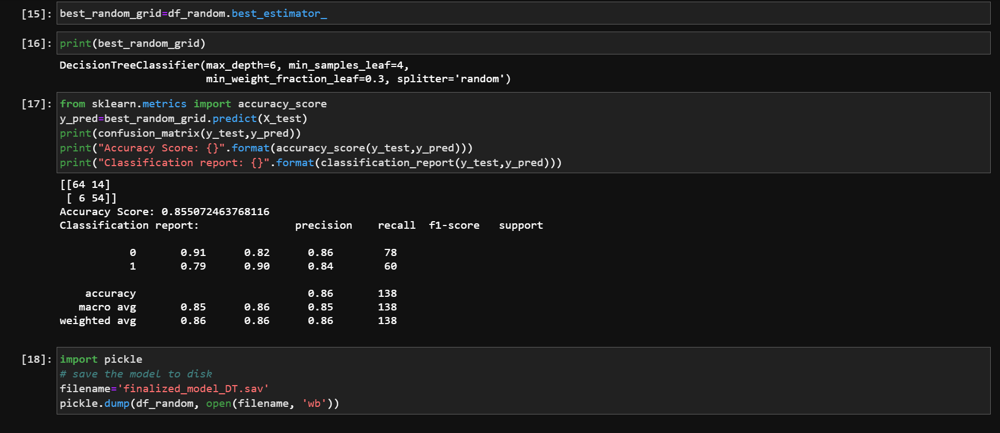 [15]: best_random_grid=df_random.best_estimator_
[16]: print(best_random_grid)
DecisionTreeClassifier(max_depth=6, min_samples_leaf=4,
                       min_weight_fraction_leaf=0.3, splitter='random')
[17]: from sklearn.metrics import accuracy_score
y_pred=best_random_grid.predict(X_test)
print(confusion_matrix(y_test,y_pred))
print("Accuracy Score: {}".format(accuracy_score(y_test,y_pred)))
print("Classification report: {}".format(classification_report(y_test,y_pred)))
[[64 14]
 [ 6 54]]
Accuracy Score: 0.855072463768116
Classification report:               precision    recall  f1-score   support
           0       0.91      0.82      0.86        78
           1       0.79      0.90      0.84        60
    accuracy                           0.86       138
   macro avg       0.85      0.86      0.85       138
weighted avg       0.86      0.86      0.86       138
[18]: import pickle
# save the model to disk
filename='finalized_model_DT.sav'
pickle.dump(df_random, open(filename, 'wb'))